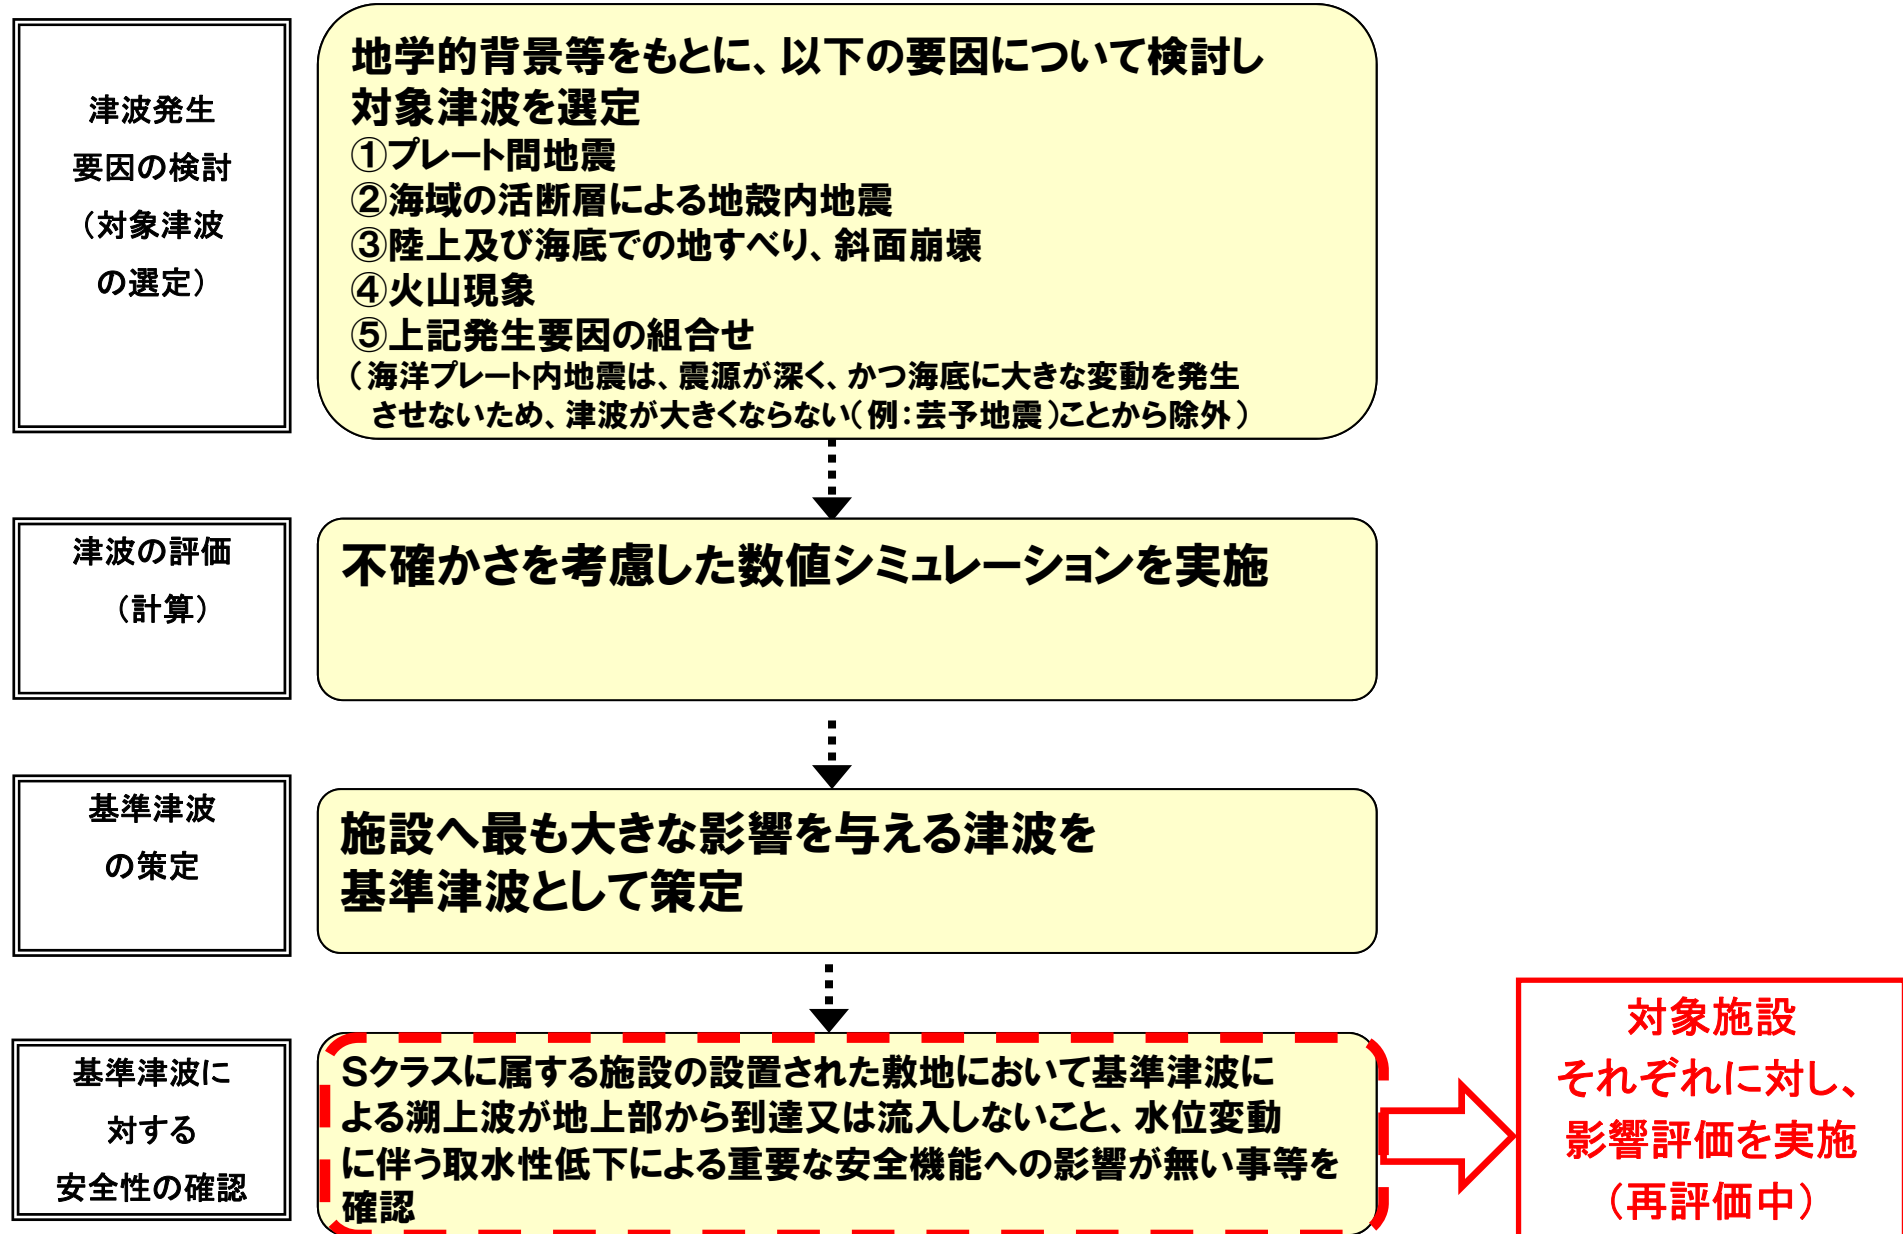 津波発生
要因の検討
(対象津波
の選定)
地学的背景等をもとに、以下の要因について検討し
対象津波を選定
①プレート間地震
②海域の活断層による地殻内地震
③陸上及び海底での地すべり、斜面崩壊
④火山現象
⑤上記発生要因の組合せ
(海洋プレート内地震は、震源が深く、かつ海底に大きな変動を発生
させないため、津波が大きくならない(例:芸予地震)ことから除外)
津波の評価
(計算)
不確かさを考慮した数値シミュレーションを実施
基準津波
の策定
施設へ最も大きな影響を与える津波を
基準津波として策定
基準津波に
対する
安全性の確認
Sクラスに属する施設の設置された敷地において基準津波に
よる溯上波が地上部から到達又は流入しないこと、水位変動
に伴う取水性低下による重要な安全機能への影響が無い事等を
確認
対象施設
それぞれに対し、
影響評価を実施
(再評価中)